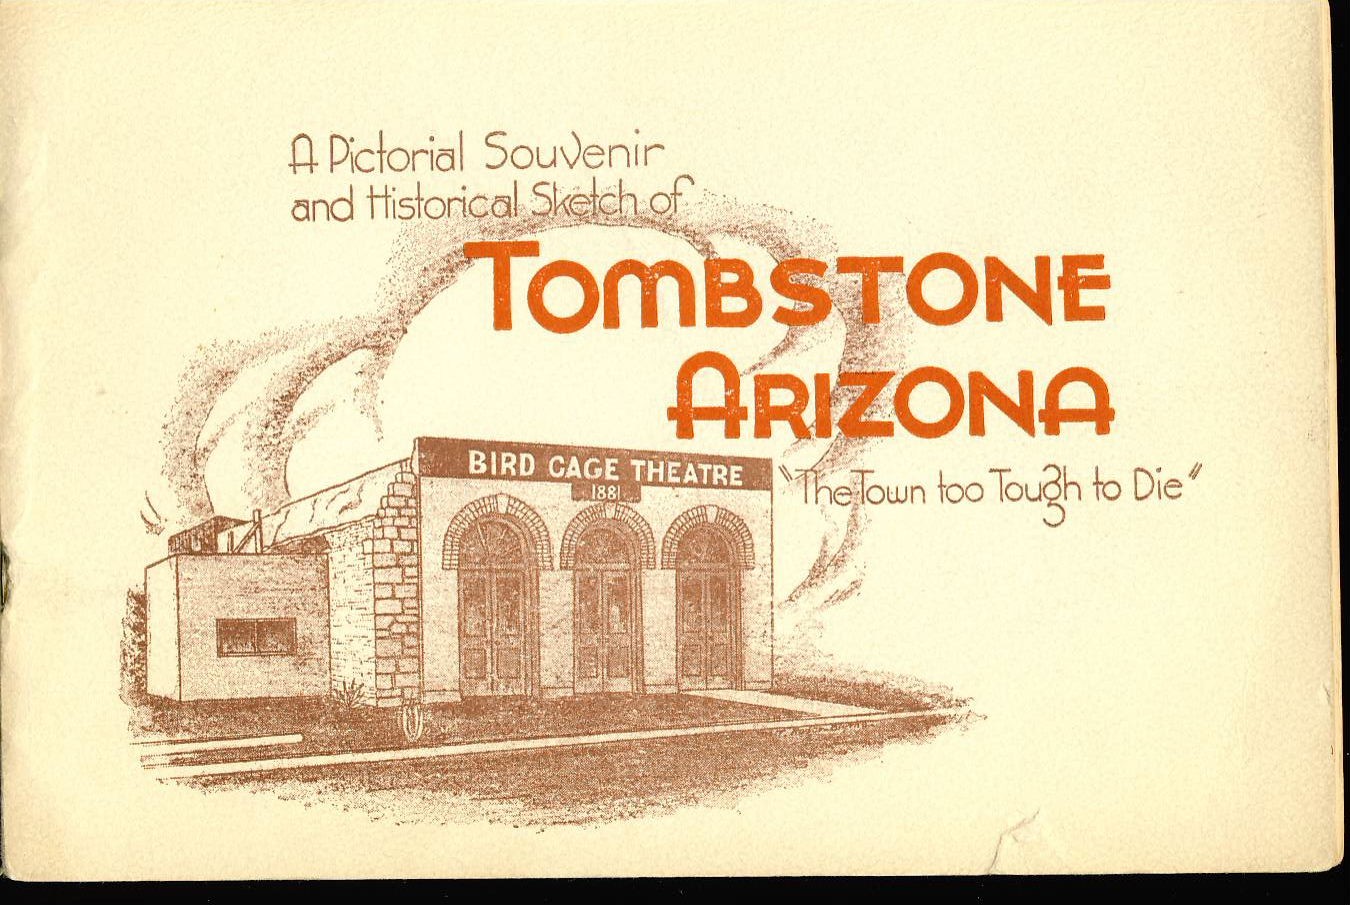 A Pictorial Souvenir
and Historical Sketch of
TOMBSTONE
ARIZONA
"The Town too Tough to Die"
BIRD CAGE THEATRE
1881